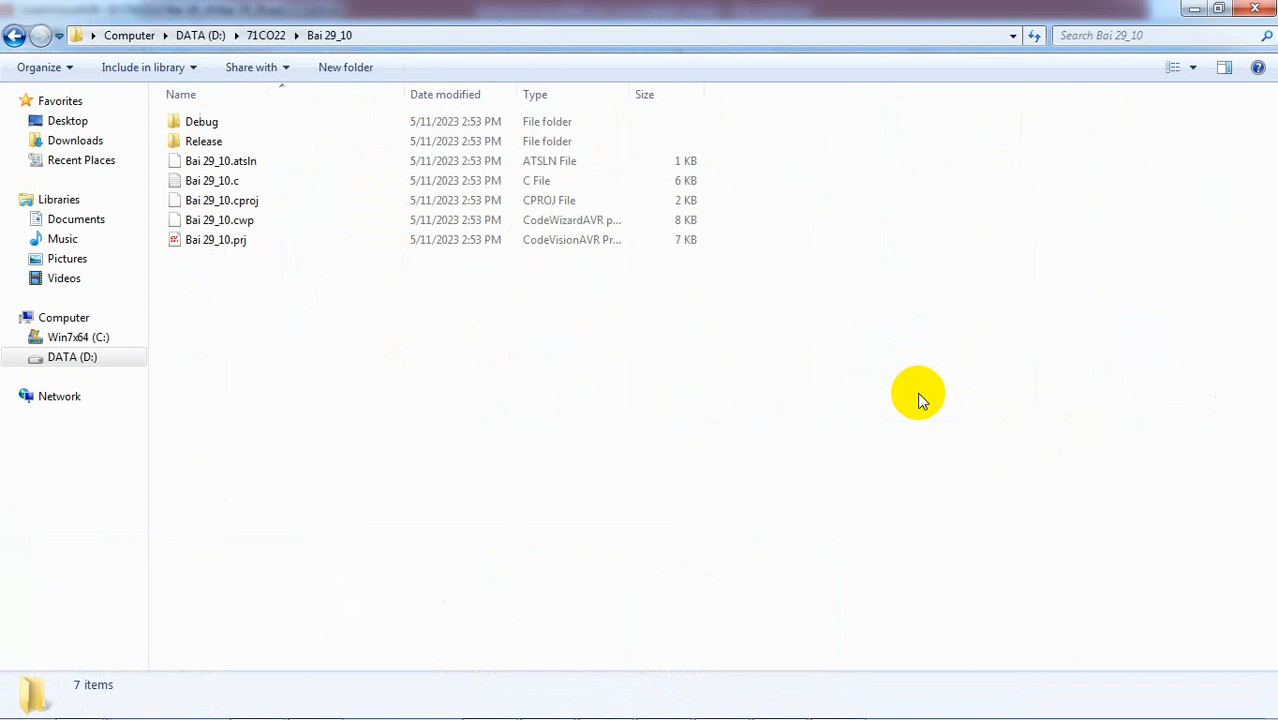 Computer DATA (D:) 71CO22 Bai 29_10 Search Bai 29_10
Organize Include in library Share with New folder
Name Date modified Type Size
Favorites
Desktop
Downloads
Recent Places
Libraries
Documents
Music
Pictures
Videos
Computer
Win7x64 (C:)
DATA (D:)
Network
Debug 5/11/2023 2:53 PM File folder
Release 5/11/2023 2:53 PM File folder
Bai 29_10.atsln 5/11/2023 2:53 PM ATSLN File 1 KB
Bai 29_10.c 5/11/2023 2:53 PM C File 6 KB
Bai 29_10.cproj 5/11/2023 2:53 PM CPROJ File 2 KB
Bai 29_10.cwp 5/11/2023 2:53 PM CodeWizardAVR p... 8 KB
Bai 29_10.prj 5/11/2023 2:53 PM CodeVisionAVR Pr... 7 KB
7 items